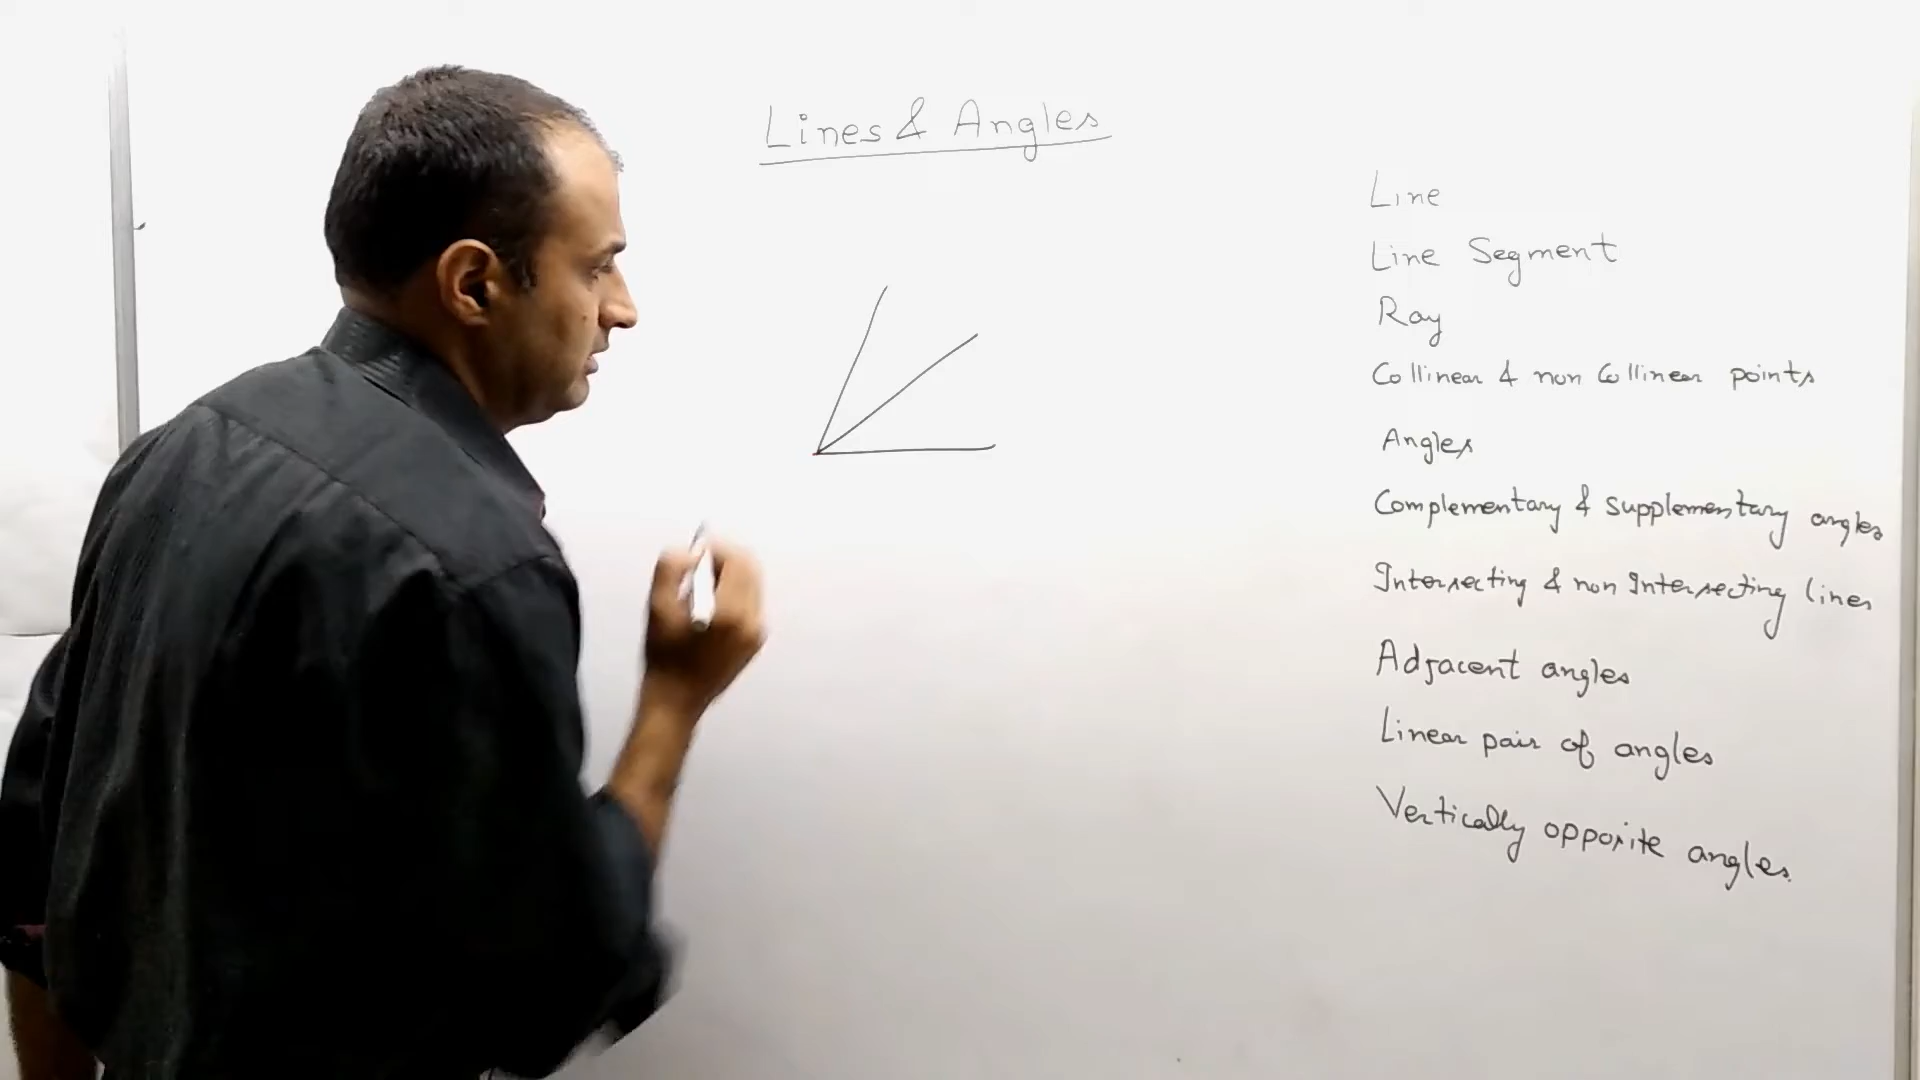 Lines & Angles
Line
Line Segment
Ray
Collinear & non Collinear points
Angles
Complementary & Supplementary angles
Intersecting & non Intersecting lines
Adjacent angles
Linear pair of angles
Vertically opposite angles.